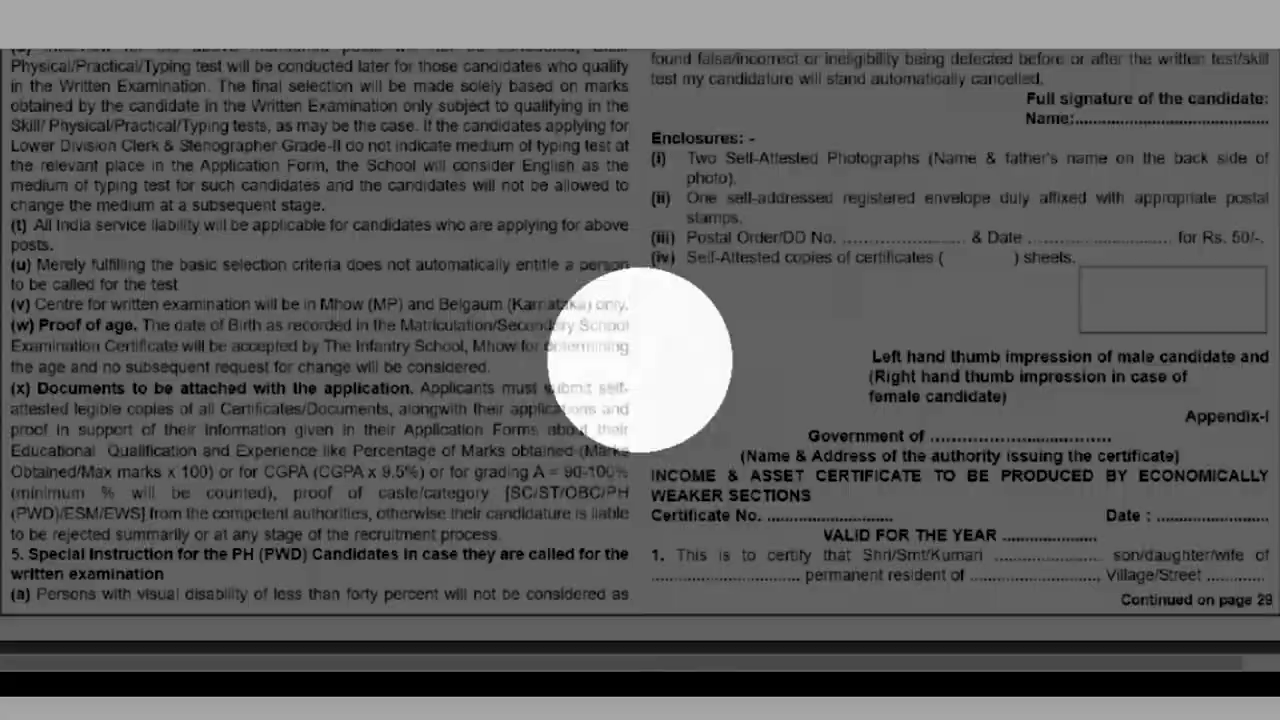 Physical/Practical/Typing test will be conducted later for those candidates who qualify
in the Written Examination. The final selection will be made solely based on marks
obtained by the candidate in the Written Examination only subject to qualifying in the
Skill/ Physical/Practical/Typing tests, as may be the case. If the candidates applying for
Lower Division Clerk & Stenographer Grade-II do not indicate medium of typing test at
the relevant place in the Application Form, the School will consider English as the
medium of typing test for such candidates and the candidates will not be allowed to
change the medium at a subsequent stage.
(t) All India service liability will be applicable for candidates who are applying for above
posts.
(u) Merely fulfilling the basic selection criteria does not automatically entitle a person
to be called for the test
(v) Centre for written examination will be in Mhow (MP) and Belgaum (Karnataka) only.
(w) Proof of age. The date of Birth as recorded in the Matriculation/Secondary School
Examination Certificate will be accepted by The Infantry School, Mhow for determining
the age and no subsequent request for change will be considered.
(x) Documents to be attached with the application. Applicants must submit self-
attested legible copies of all Certificates/Documents, alongwith their applications and
proof in support of their information given in their Application Forms about their
Educational Qualification and Experience like Percentage of Marks obtained (Marks
Obtained/Max marks x 100) or for CGPA (CGPA x 9.5%) or for grading A = 90-100%
(minimum % will be counted), proof of caste/category [SC/ST/OBC/PH
(PWD)/ESM/EWS] from the competent authorities, otherwise their candidature is liable
to be rejected summarily or at any stage of the recruitment process.
5. Special Instruction for the PH (PWD) Candidates in case they are called for the
written examination
(a) Persons with visual disability of less than forty percent will not be considered as
found false/incorrect or ineligibility being detected before or after the written test/skill
test my candidature will stand automatically cancelled.
Full signature of the candidate:
Name:....................................
Enclosures: -
(i) Two Self-Attested Photographs (Name & father's name on the back side of
photo).
(ii) One self-addressed registered envelope duly affixed with appropriate postal
stamps.
(iii) Postal Order/DD No. ....................... & Date ........................... for Rs. 50/-.
(iv) Self-Attested copies of certificates ( ) sheets.
Left hand thumb impression of male candidate and
(Right hand thumb impression in case of
female candidate)
Appendix-I
Government of ..................................
(Name & Address of the authority issuing the certificate)
INCOME & ASSET CERTIFICATE TO BE PRODUCED BY ECONOMICALLY
WEAKER SECTIONS
Certificate No. ........................ Date : .....................
VALID FOR THE YEAR ..................
1. This is to certify that Shri/Smt/Kumari ................... son/daughter/wife of
............................ permanent resident of ........................, Village/Street ...........
Continued on page 29